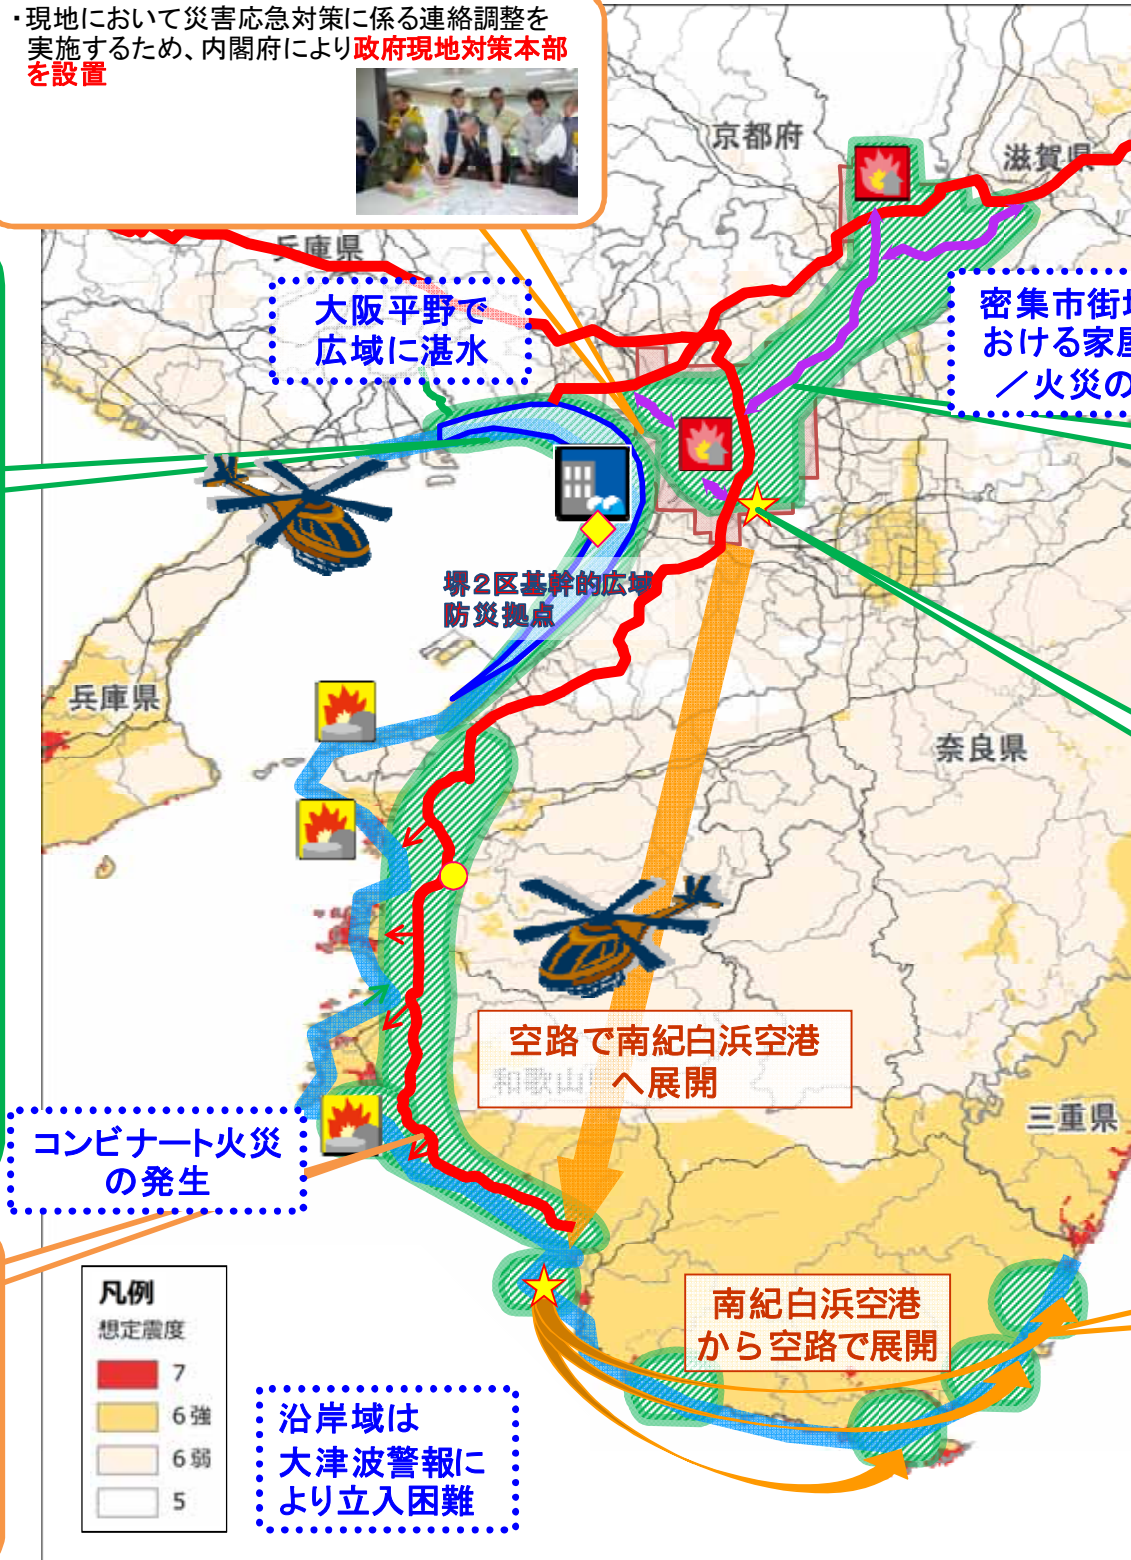 ・現地において災害応急対策に係る連絡調整を
実施するため、内閣府により政府現地対策本部
を設置
京都府
滋賀県
兵庫県
大阪平野で
広域に湛水
密集市街地
おける家屋
／火災の
堺２区基幹的広域
防災拠点
兵庫県
奈良県
空路で南紀白浜空港
へ展開
和歌山
三重県
コンビナート火災
の発生
南紀白浜空港
から空路で展開
凡例
想定震度
7
6強
6弱
5
沿岸域は
大津波警報に
より立入困難